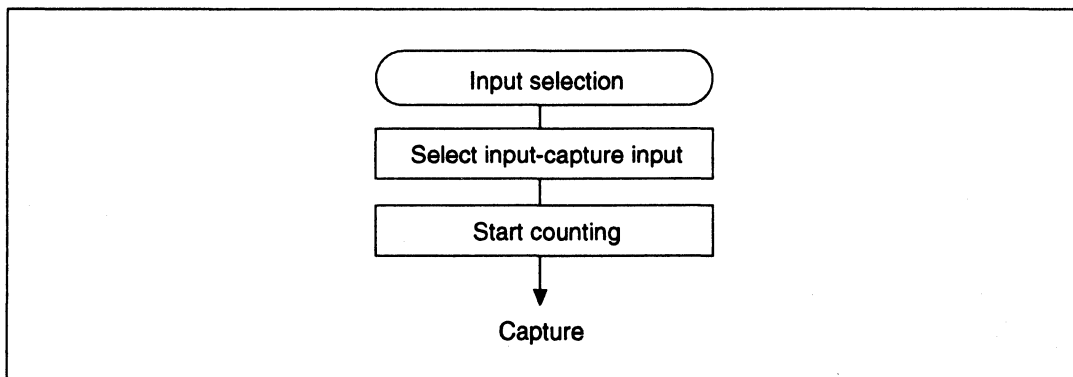 Input selection
Select input-capture input
Start counting
Capture